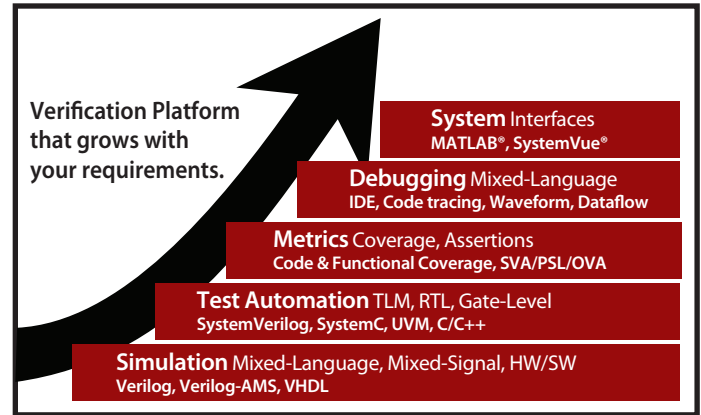 Verification Platform
that grows with
your requirements.
System Interfaces
MATLAB®, SystemVue®
Debugging Mixed-Language
IDE, Code tracing, Waveform, Dataflow
Metrics Coverage, Assertions
Code & Functional Coverage, SVA/PSL/OVA
Test Automation TLM, RTL, Gate-Level
SystemVerilog, SystemC, UVM, C/C++
Simulation Mixed-Language, Mixed-Signal, HW/SW
Verilog, Verilog-AMS, VHDL